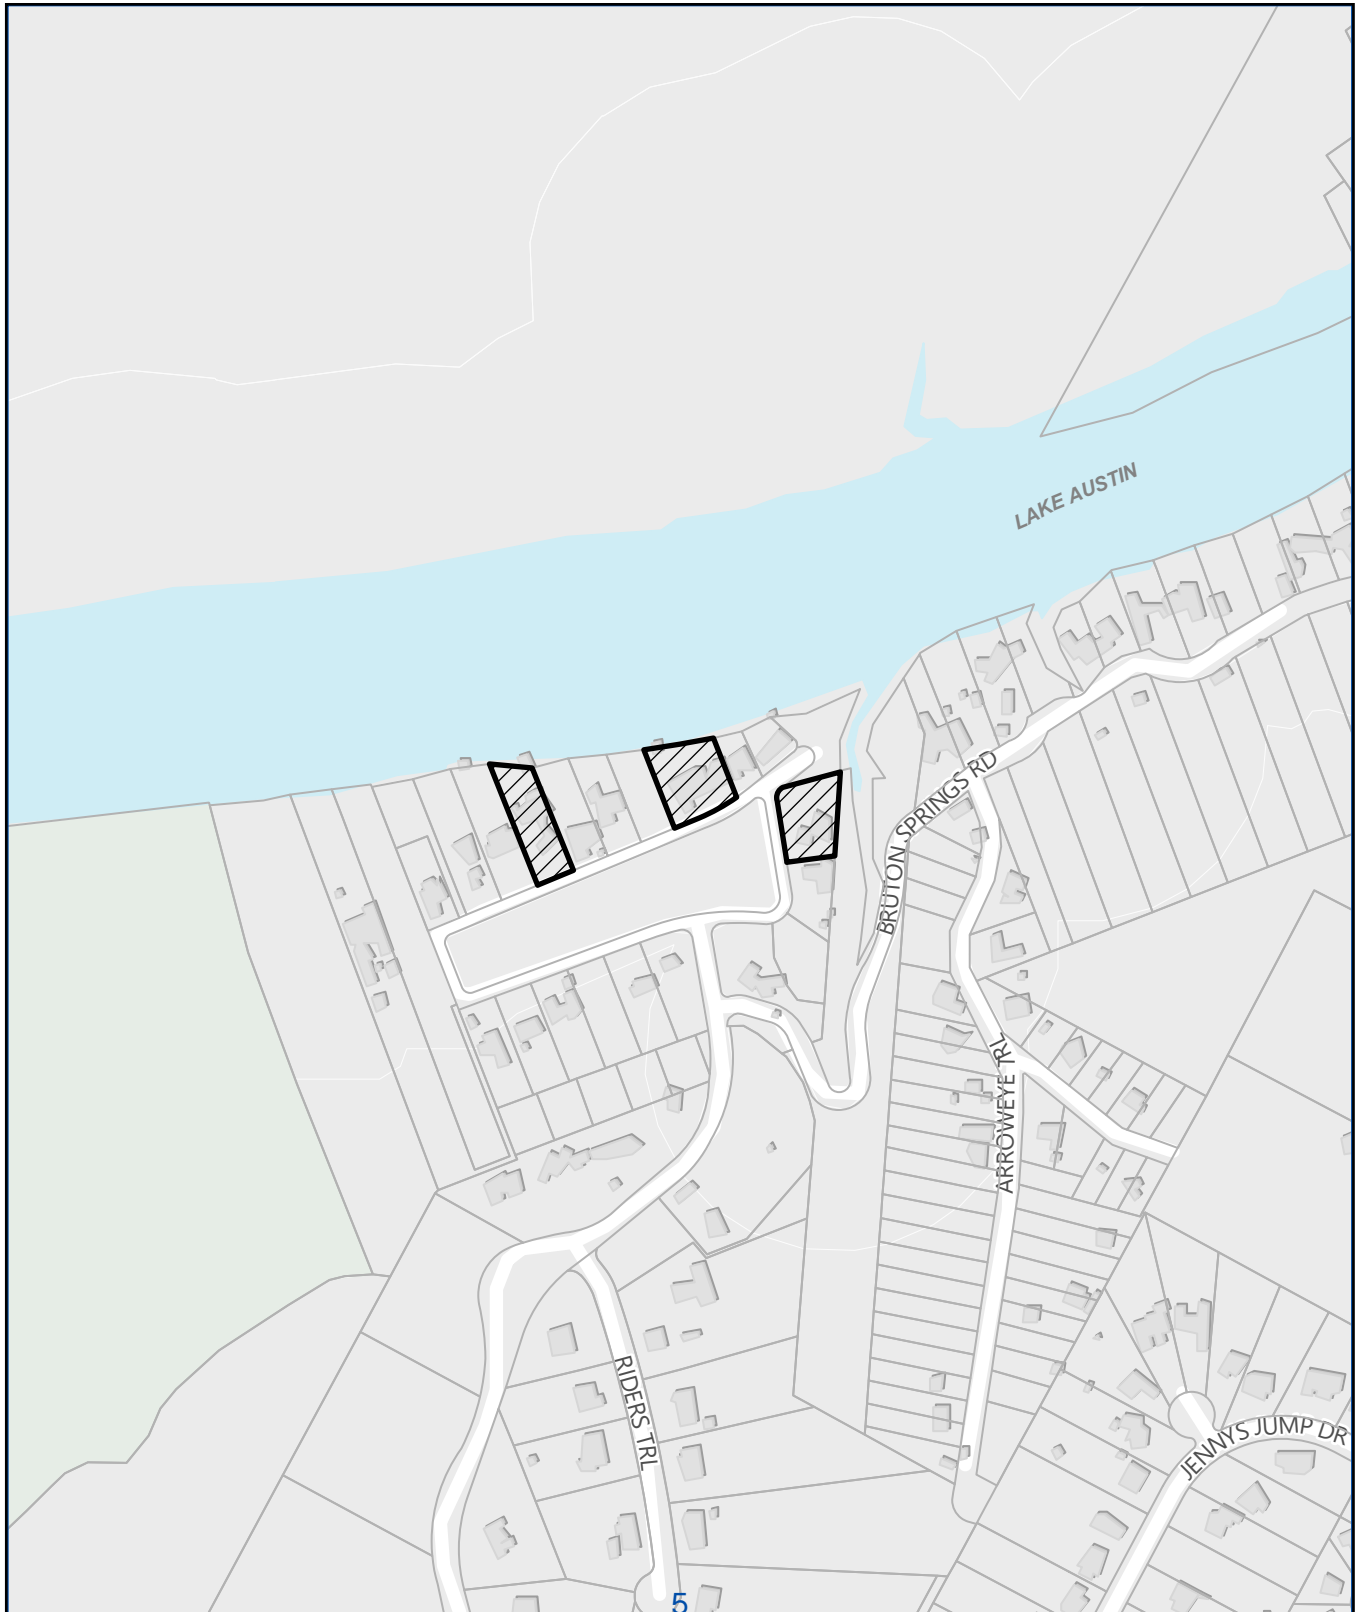 LAKE AUSTIN
BRUTON SPRINGS RD
ARROWEYE TRL
RIDERS TRL
JENNYS JUMP DR
5